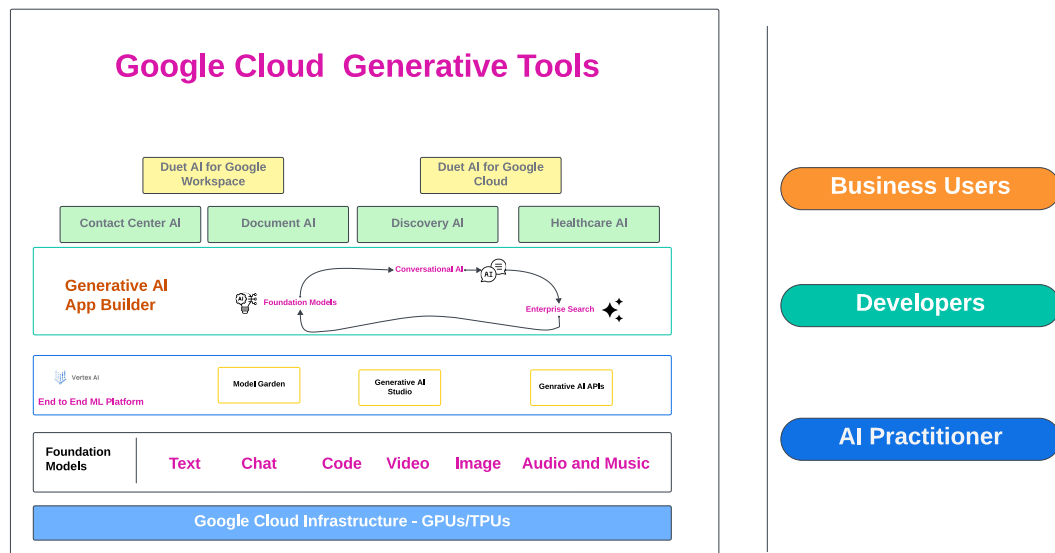 Google Cloud  Generative Tools
Duet AI for Google
Workspace
Duet AI for Google
Cloud
Contact Center AI
Document AI
Discovery AI
Healthcare AI
Generative AI
App Builder
AI
Foundation Models
Conversational AI
AI
Enterprise Search
Vertex AI
End to End ML Platform
Model Garden
Generative AI
Studio
Genrative AI APIs
Foundation
Models
Text
Chat
Code
Video
Image
Audio and Music
Google Cloud Infrastructure - GPUs/TPUs
Business Users
Developers
AI Practitioner